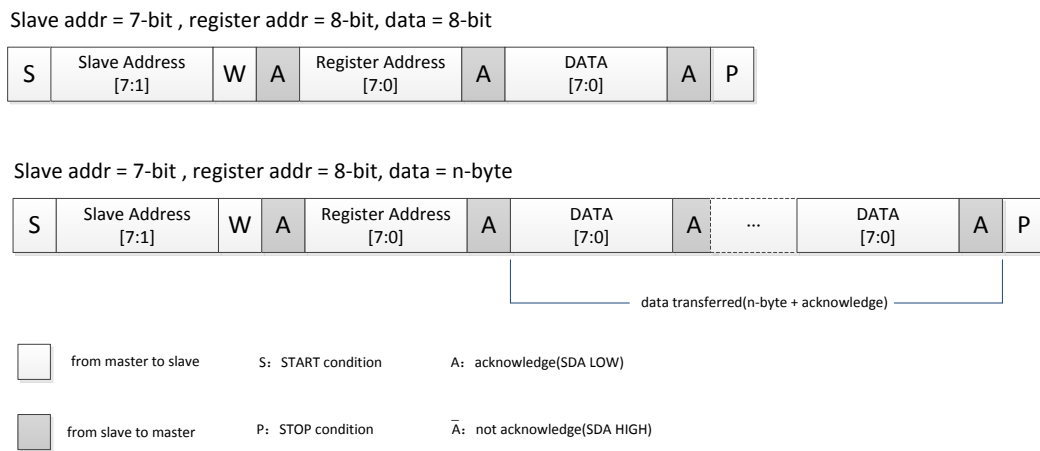 Slave addr = 7-bit , register addr = 8-bit, data = 8-bit
S Slave Address [7:1] W A Register Address [7:0] A DATA [7:0] A P
Slave addr = 7-bit , register addr = 8-bit, data = n-byte
S Slave Address [7:1] W A Register Address [7:0] A DATA [7:0] A ... DATA [7:0] A P
data transferred(n-byte + acknowledge)
from master to slave S： START condition A： acknowledge(SDA LOW)
from slave to master P： STOP condition A̅： not acknowledge(SDA HIGH)